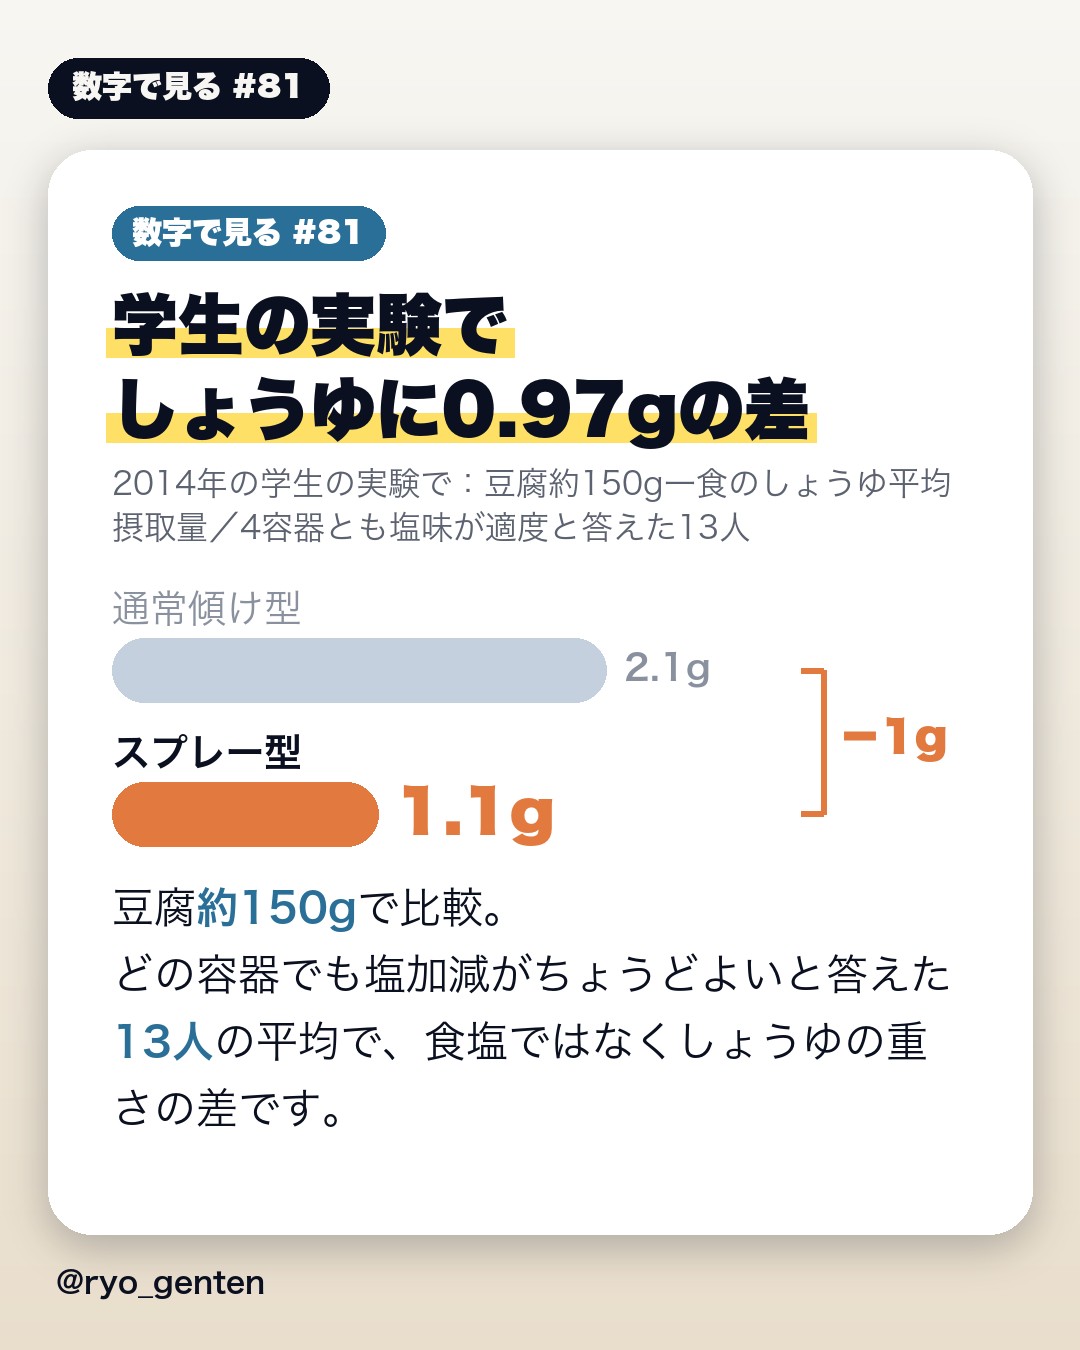 数字で見る #81
数字で見る #81
学生の実験で
しょうゆに0.97gの差
2014年の学生の実験で：豆腐約150g一食のしょうゆ平均
摂取量／4容器とも塩味が適度と答えた13人
通常傾け型
2.1g
スプレー型
1.1g
−1g
豆腐約150gで比較。
どの容器でも塩加減がちょうどよいと答えた
13人の平均で、食塩ではなくしょうゆの重
さの差です。
@ryo_genten